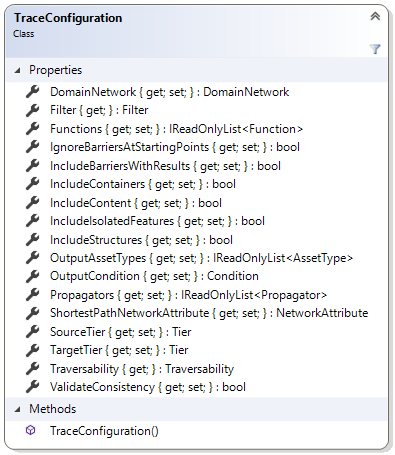 TraceConfiguration
Class
Properties
DomainNetwork { get; set; } : DomainNetwork
Filter { get; } : Filter
Functions { get; set; } : IReadOnlyList<Function>
IgnoreBarriersAtStartingPoints { get; set; } : bool
IncludeBarriersWithResults { get; set; } : bool
IncludeContainers { get; set; } : bool
IncludeContent { get; set; } : bool
IncludeIsolatedFeatures { get; set; } : bool
IncludeStructures { get; set; } : bool
OutputAssetTypes { get; set; } : IReadOnlyList<AssetType>
OutputCondition { get; set; } : Condition
Propagators { get; set; } : IReadOnlyList<Propagator>
ShortestPathNetworkAttribute { get; set; } : NetworkAttribute
SourceTier { get; set; } : Tier
TargetTier { get; set; } : Tier
Traversability { get; } : Traversability
ValidateConsistency { get; set; } : bool
Methods
TraceConfiguration()